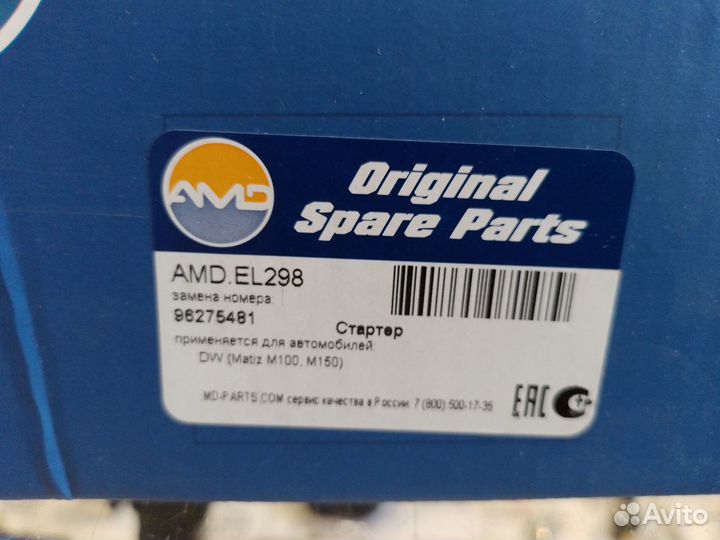 AMD
Original
Spare Parts
AMD.EL298
замена номера:
96275481
Стартер
применяется для автомобилей:
DW (Matiz M100, M150)
MD-PARTS.COM сервис качества в России: 7 (800) 500-17-35
EAC
Avito